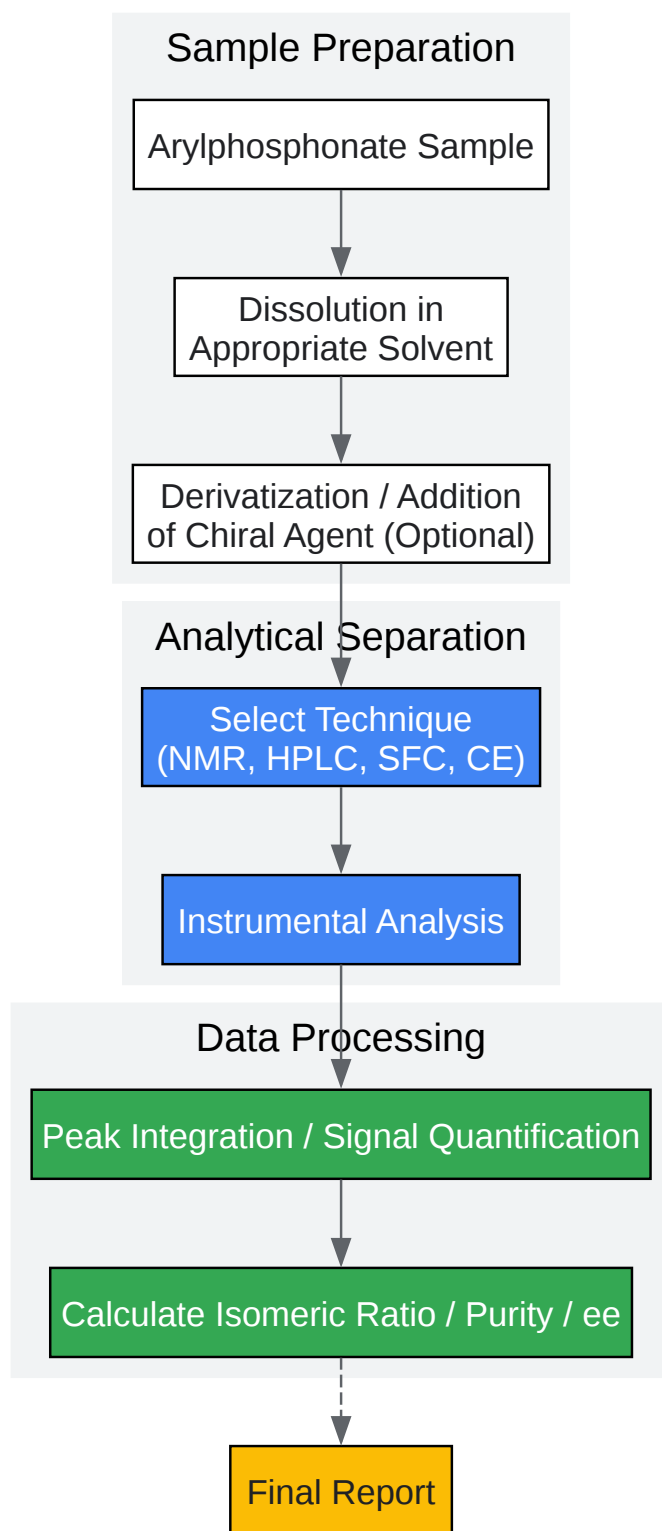 Sample Preparation
Arylphosphonate Sample
Dissolution in
Appropriate Solvent
Derivatization / Addition
of Chiral Agent (Optional)
Analytical Separation
Select Technique
(NMR, HPLC, SFC, CE)
Instrumental Analysis
Data Processing
Peak Integration / Signal Quantification
Calculate Isomeric Ratio / Purity / ee
Final Report